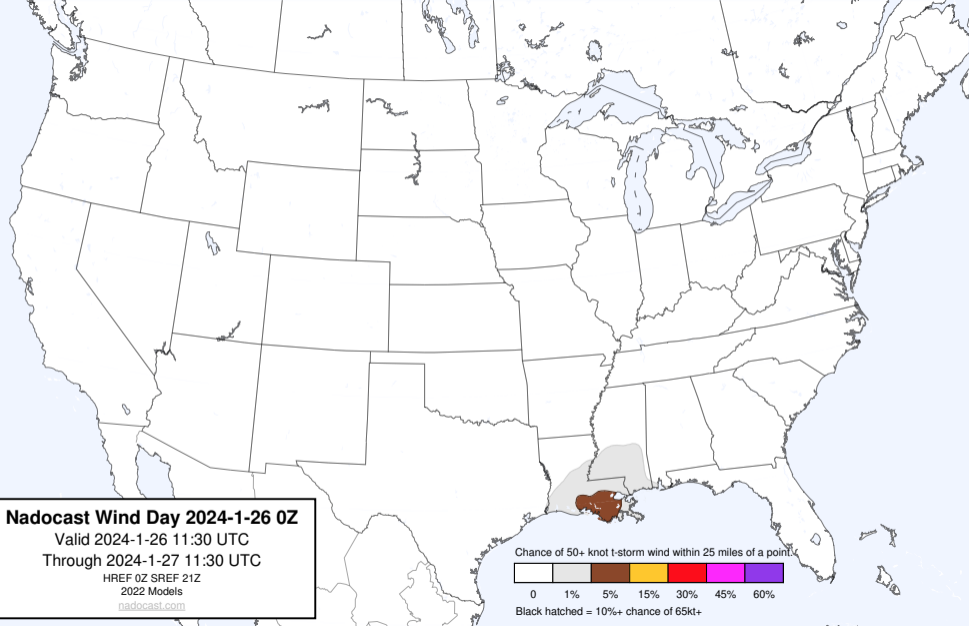 Nadocast Wind Day 2024-1-26 0Z
Valid 2024-1-26 11:30 UTC
Through 2024-1-27 11:30 UTC
HREF 0Z SREF 21Z
2022 Models
nadocast.com
Chance of 50+ knot t-storm wind within 25 miles of a point.
0 1% 5% 15% 30% 45% 60%
Black hatched = 10%+ chance of 65kt+